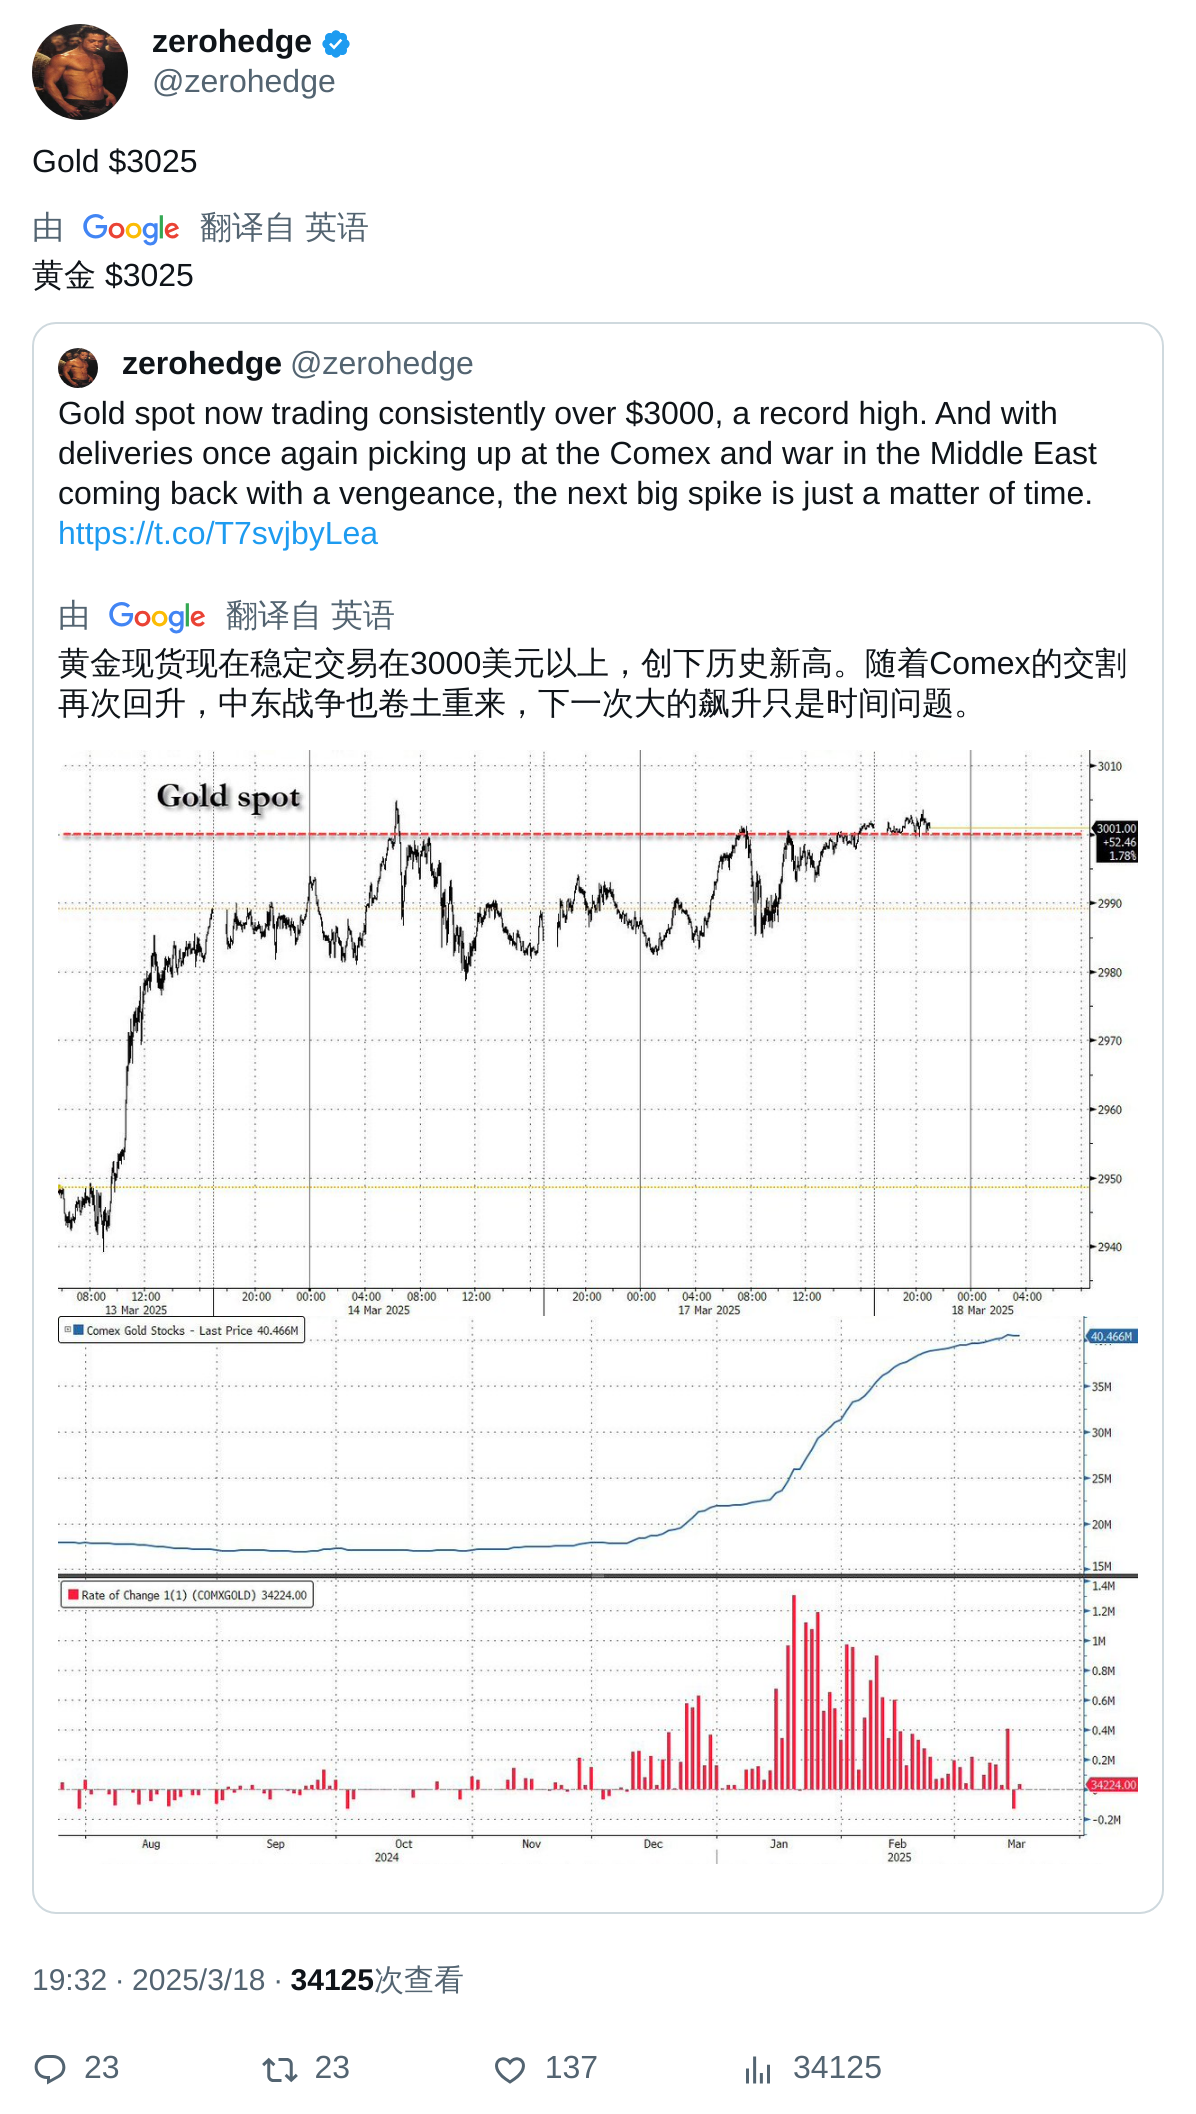 zerohedge
@zerohedge
Gold $3025
由 Google 翻译自 英语
黄金 $3025
zerohedge @zerohedge
Gold spot now trading consistently over $3000, a record high. And with
deliveries once again picking up at the Comex and war in the Middle East
coming back with a vengeance, the next big spike is just a matter of time.
https://t.co/T7svjbyLea
由 Google 翻译自 英语
黄金现货现在稳定交易在3000美元以上，创下历史新高。随着Comex的交割
再次回升，中东战争也卷土重来，下一次大的飙升只是时间问题。
Gold spot
3010
3001.00
+52.46
1.78%
2990
2980
2970
2960
2950
2940
08:00 12:00 20:00 00:00 04:00 08:00 12:00 20:00 00:00 04:00 08:00 12:00 20:00 00:00 04:00
13 Mar 2025 14 Mar 2025 17 Mar 2025 18 Mar 2025
Comex Gold Stocks - Last Price 40.466M
40.466M
35M
30M
25M
20M
15M
Rate of Change 1(1) (COMXGOLD) 34224.00
1.4M
1.2M
1M
0.8M
0.6M
0.4M
0.2M
34224.00
-0.2M
Aug Sep Oct Nov Dec Jan Feb Mar
2024 2025
19:32 · 2025/3/18 · 34125次查看
23 23 137 34125